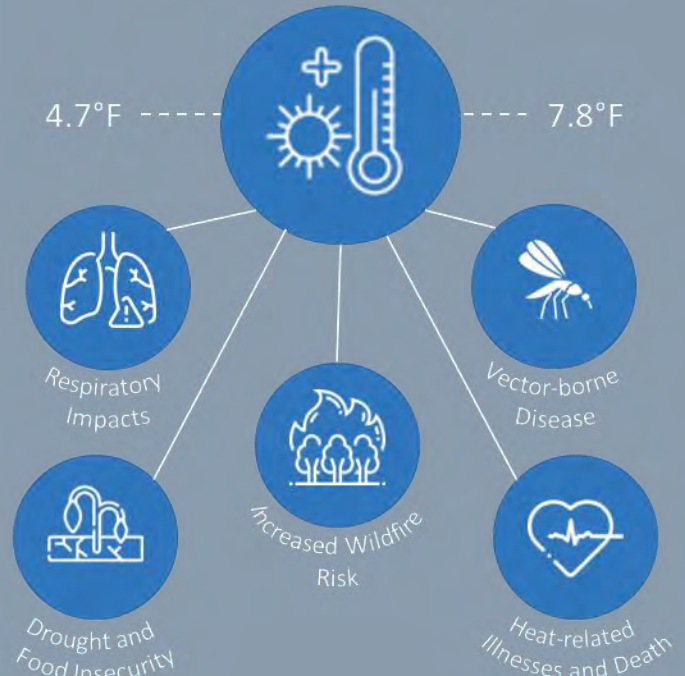 4.7°F
7.8°F
Respiratory
Impacts
Vector-borne
Disease
Increased Wildfire
Risk
Drought and
Food Insecurity
Heat-related
Illnesses and Death